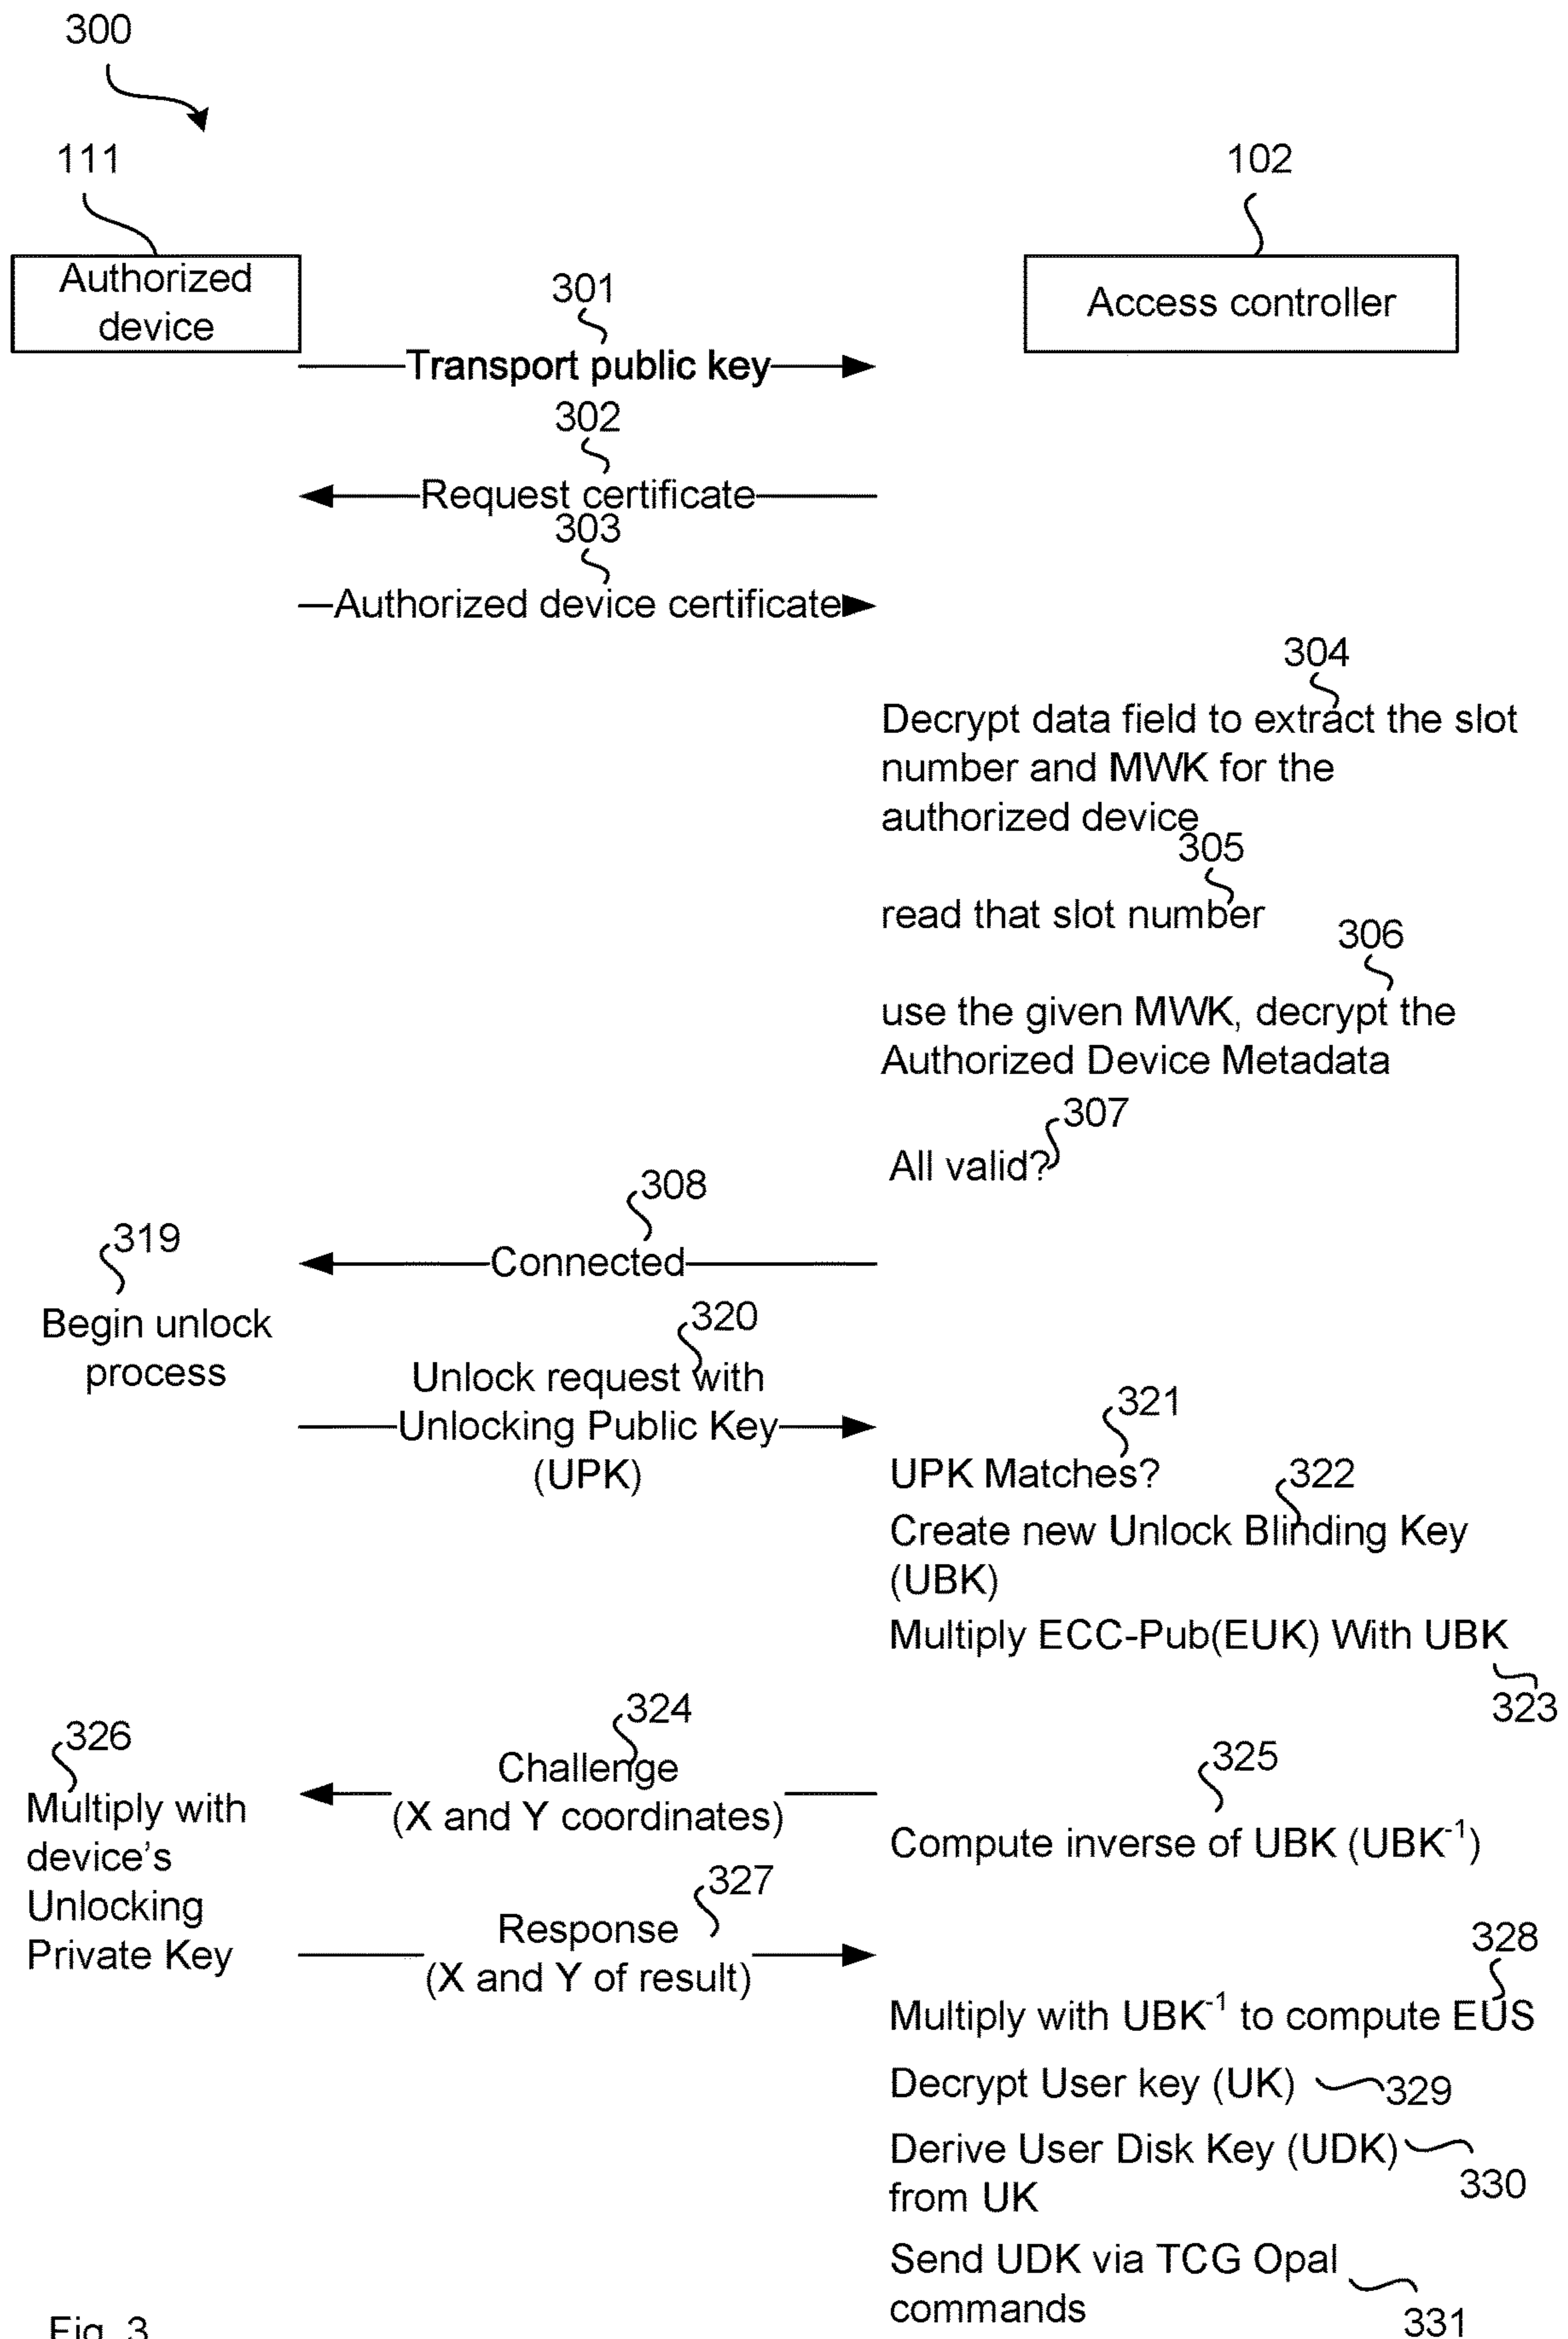 300
111
102
Authorized
device
Access controller
301
Transport public key
302
Request certificate
303
Authorized device certificate
304
Decrypt data field to extract the slot
number and MWK for the
authorized device
305
read that slot number
306
use the given MWK, decrypt the
Authorized Device Metadata
307
All valid?
308
Connected
319
Begin unlock
process
320
Unlock request with
Unlocking Public Key
(UPK)
321
UPK Matches?
322
Create new Unlock Blinding Key
(UBK)
Multiply ECC-Pub(EUK) With UBK
323
324
Challenge
(X and Y coordinates)
325
Compute inverse of UBK (UBK⁻¹)
326
Multiply with
device's
Unlocking
Private Key
327
Response
(X and Y of result)
328
Multiply with UBK⁻¹ to compute EUS
Decrypt User key (UK)
329
Derive User Disk Key (UDK)
from UK
330
Send UDK via TCG Opal
commands
331
Fig. 3